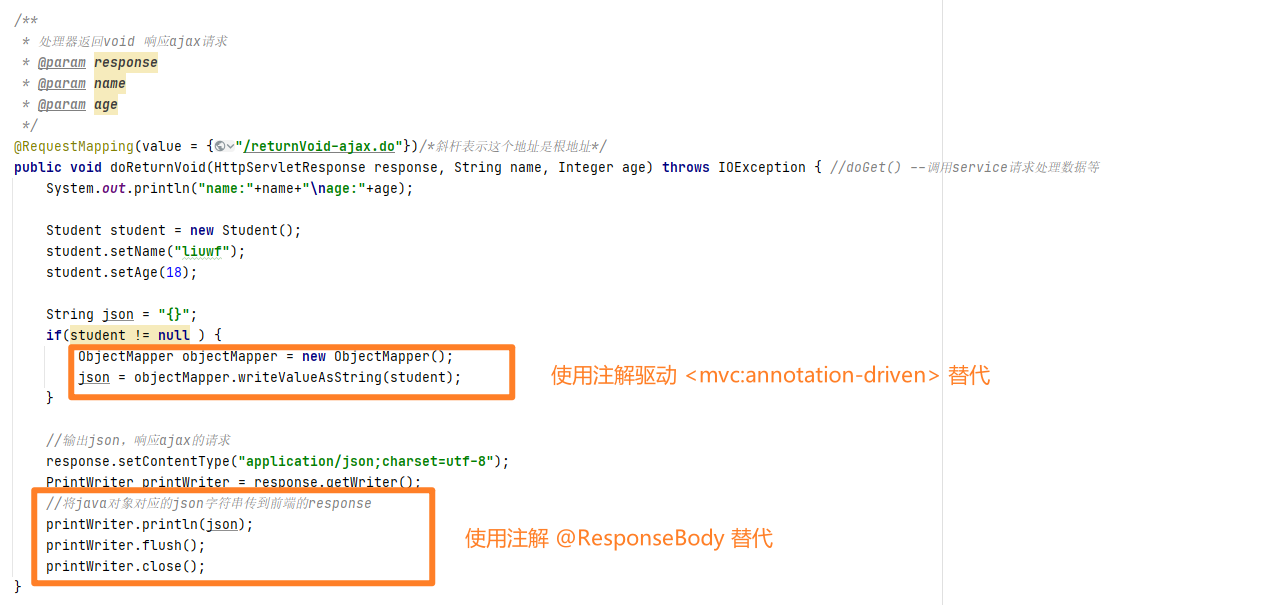 /**
 * 处理器返回void 响应ajax请求
 * @param response
 * @param name
 * @param age
 */
@RequestMapping(value = {"/returnVoid-ajax.do"})/*斜杆表示这个地址是根地址*/
public void doReturnVoid(HttpServletResponse response, String name, Integer age) throws IOException { //doGet() --调用service请求处理数据等
    System.out.println("name:"+name+"\nage:"+age);
    Student student = new Student();
    student.setName("liuwf");
    student.setAge(18);
    String json = "{}";
    if(student != null ) {
        ObjectMapper objectMapper = new ObjectMapper();
        json = objectMapper.writeValueAsString(student);
使用注解驱动 <mvc:annotation-driven> 替代
    }
    //输出json，响应ajax的请求
    response.setContentType("application/json;charset=utf-8");
    PrintWriter printWriter = response.getWriter();
    //将java对象对应的json字符串传到前端的response
    printWriter.println(json);
    printWriter.flush();
使用注解 @ResponseBody 替代
    printWriter.close();
}